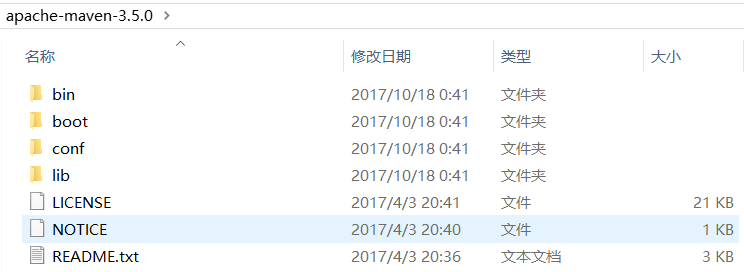 apache-maven-3.5.0 >
名称 修改日期 类型 大小
bin 2017/10/18 0:41 文件夹
boot 2017/10/18 0:41 文件夹
conf 2017/10/18 0:41 文件夹
lib 2017/10/18 0:41 文件夹
LICENSE 2017/4/3 20:41 文件 21 KB
NOTICE 2017/4/3 20:40 文件 1 KB
README.txt 2017/4/3 20:36 文本文档 3 KB